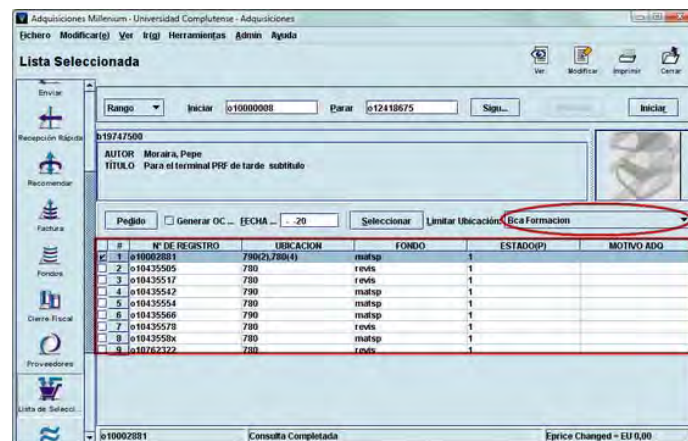 Adquisiciones Millenium - Universidad Complutense - Adquisiciones
Fichero Modificar(e) Ver Ir(g) Herramientas Admin Ayuda
Lista Seleccionada
Ver Modificar Imprimir Cerrar
Enviar
Recepción Rápida
Recomendar
Factura
Fondos
Cierre Fiscal
Proveedores
Lista de Selecci...
Rango Iniciar o10000008 Parar o12418675 Sigu... Iniciar
b19747500
AUTOR Moraira, Pepe
TÍTULO Para el terminal PRF de tarde subtitulo
Pedido Generar OC ... FECHA ... - -20 Seleccionar Limitar Ubicación: Bca Formacion
# Nº DE REGISTRO UBICACION FONDO ESTADO(P) MOTIVO ADQ
1 o10002881 790(2),780(4) matsp 1
2 o10435505 780 revis 1
3 o10435517 780 revis 1
4 o10435542 790 matsp 1
5 o10435554 780 matsp 1
6 o10435566 790 matsp 1
7 o10435578 780 revis 1
8 o1043558x 780 matsp 1
9 o10762322 780 revis 1
o10002881 Consulta Completada Eprice Changed = EU 0,00